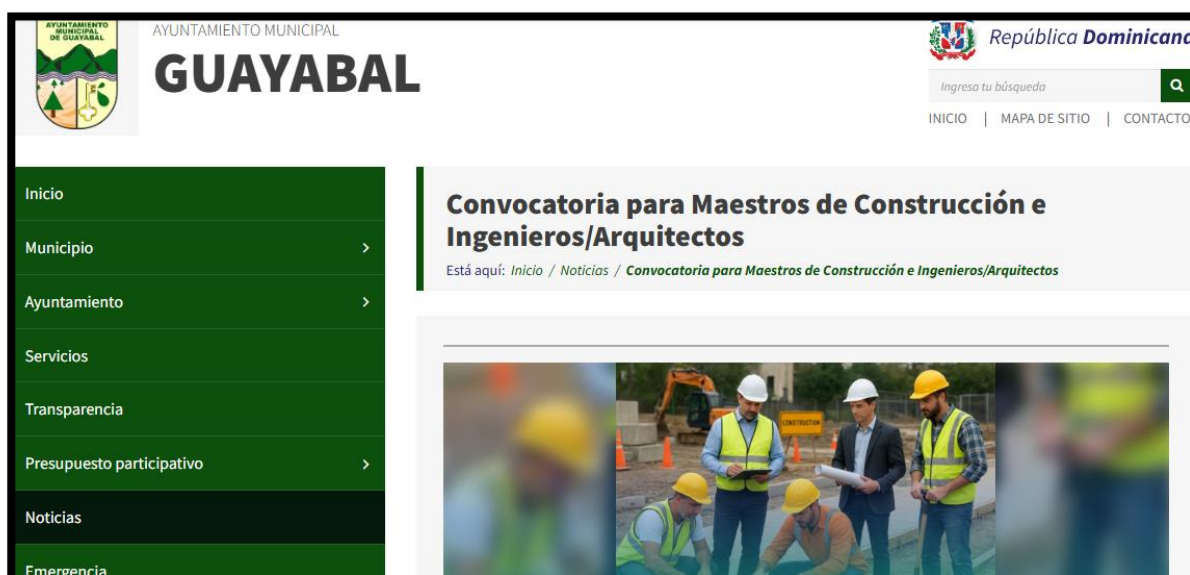 AYUNTAMIENTO
MUNICIPAL
DE GUAYABAL
AYUNTAMIENTO MUNICIPAL
GUAYABAL
República Dominicana
Ingresa tu búsqueda
INICIO | MAPA DE SITIO | CONTACTO
Inicio
Municipio
Ayuntamiento
Servicios
Transparencia
Presupuesto participativo
Noticias
Emergencia
Convocatoria para Maestros de Construcción e
Ingenieros/Arquitectos
Está aquí: Inicio / Noticias / Convocatoria para Maestros de Construcción e Ingenieros/Arquitectos
CONSTRUCTION